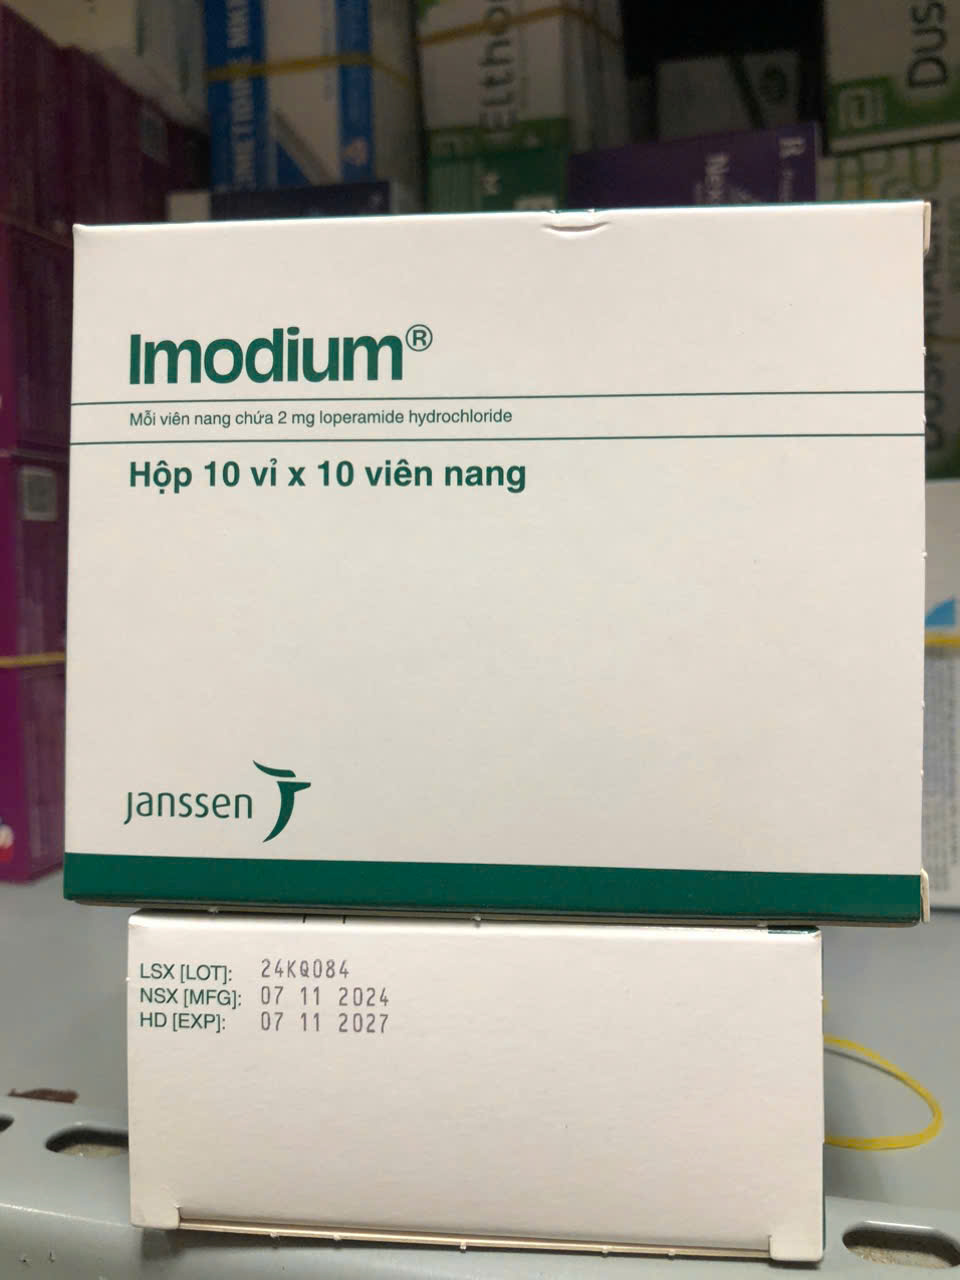 Imodium®
Mỗi viên nang chứa 2 mg loperamide hydrochloride
Hộp 10 vỉ x 10 viên nang
janssen
LSX [LOT]: 24KQ084
NSX [MFG]: 07 11 2024
HD [EXP]: 07 11 2027